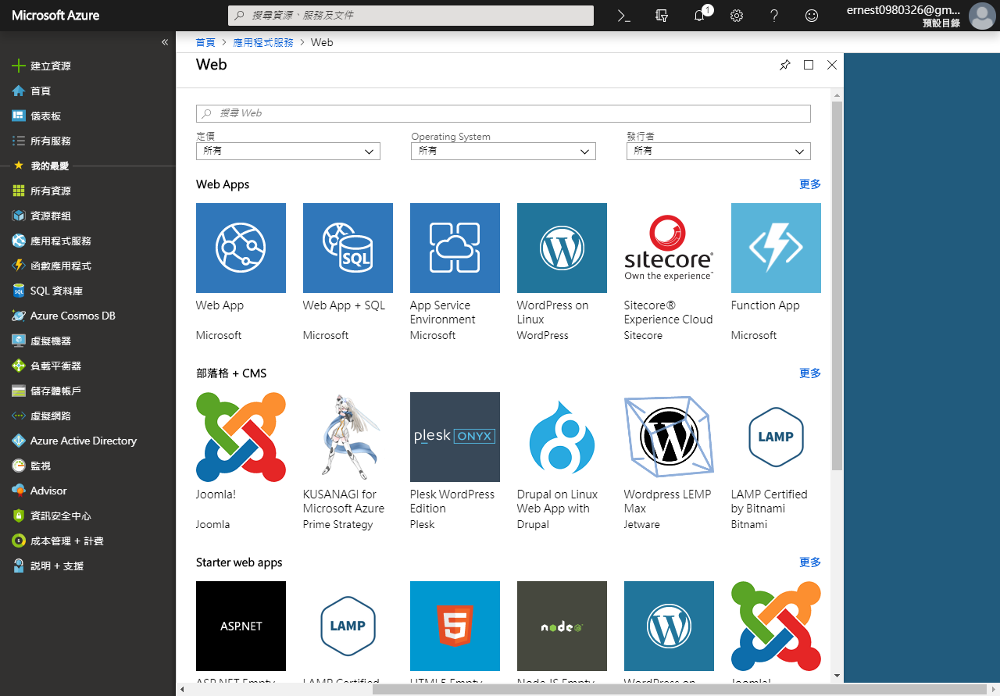 Microsoft Azure
搜尋資源、服務及文件
1
ernest0980326@gm...
預設目錄
«
建立資源
首頁
儀表板
所有服務
我的最愛
所有資源
資源群組
應用程式服務
函數應用程式
SQL 資料庫
Azure Cosmos DB
虛擬機器
負載平衡器
儲存體帳戶
虛擬網路
Azure Active Directory
監視
Advisor
資訊安全中心
成本管理 + 計費
說明 + 支援
首頁 > 應用程式服務 > Web
Web
搜尋 Web
定價 Operating System 發行者
所有 所有 所有
Web Apps 更多
SQL
sitecore
Own the experience™
Web App
Microsoft
Web App + SQL
Microsoft
App Service
Environment
Microsoft
WordPress on
Linux
WordPress
Sitecore®
Experience Cloud
Sitecore
Function App
Microsoft
部落格 + CMS 更多
plesk ONYX
LAMP
Joomla!
Joomla
KUSANAGI for
Microsoft Azure
Prime Strategy
Plesk WordPress
Edition
Plesk
Drupal on Linux
Web App with
Drupal
Wordpress LEMP
Max
Jetware
LAMP Certified
by Bitnami
Bitnami
Starter web apps 更多
ASP.NET
LAMP
5
node
ASP.NET Empty
LAMP Certified
HTML5 Empty
Node JS Empty
WordPress on
Joomla!